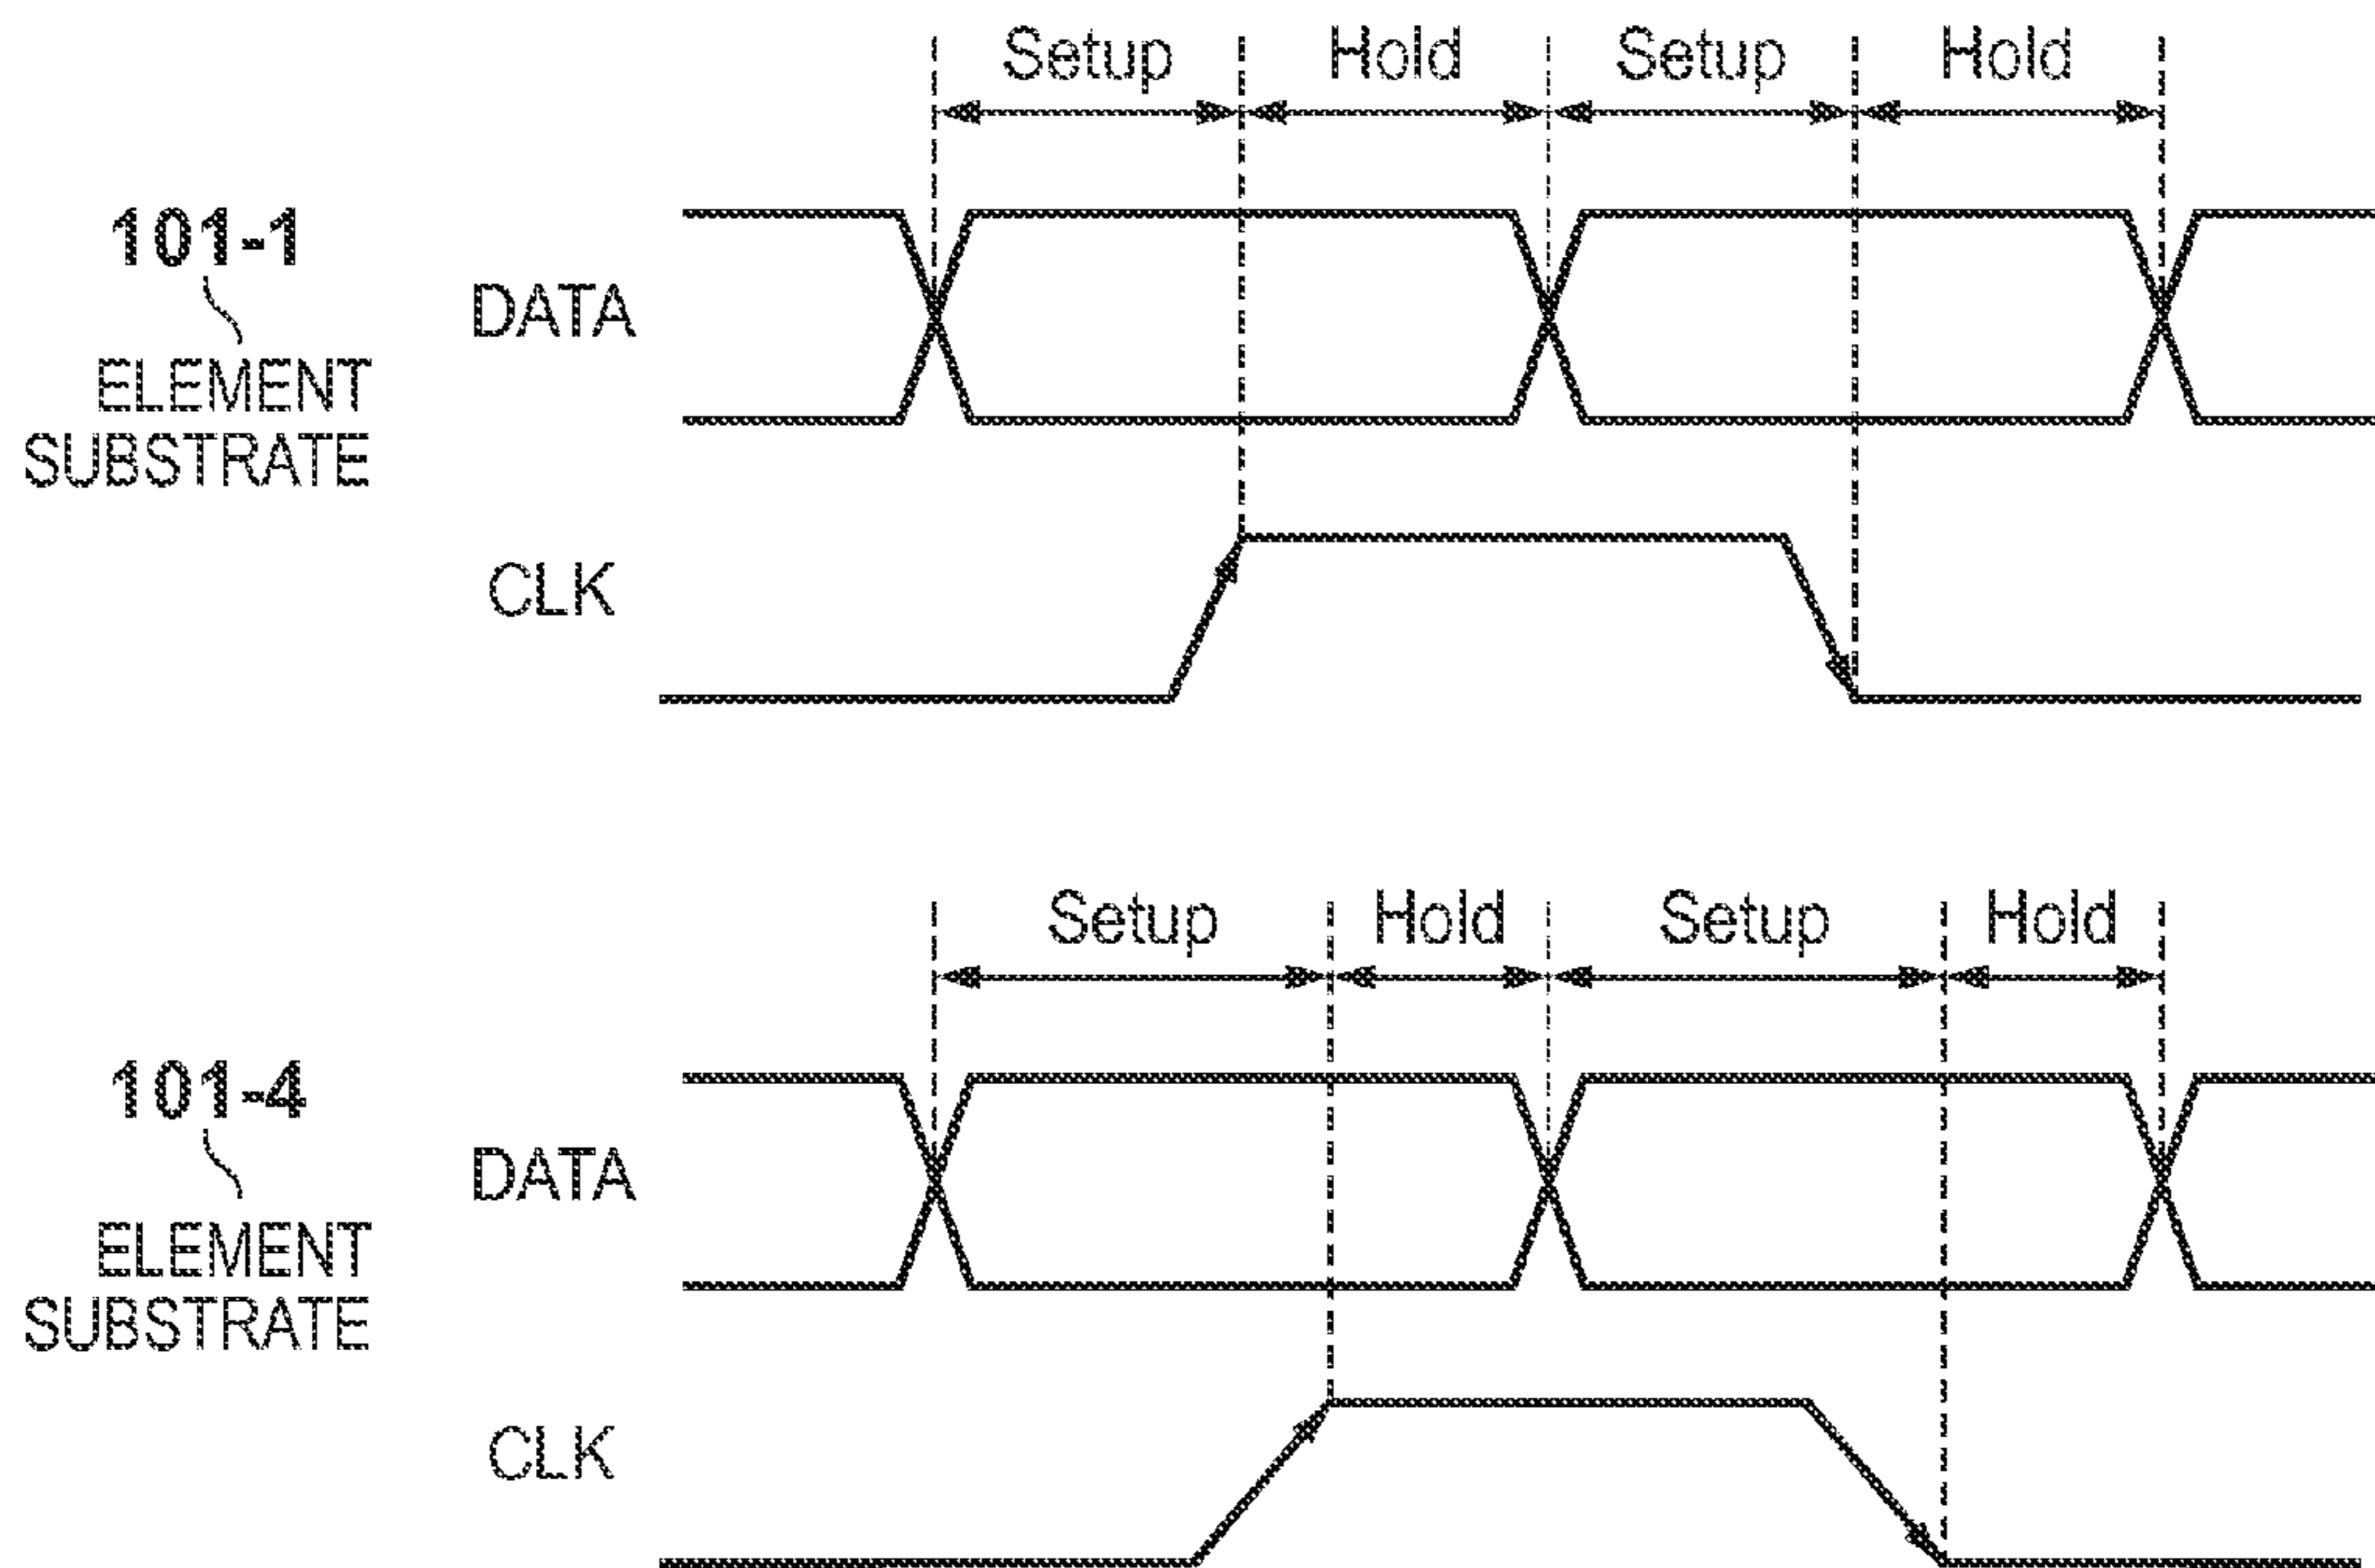 Setup Hold Setup Hold
101-1
DATA
ELEMENT
SUBSTRATE
CLK
Setup Hold Setup Hold
101-4
DATA
ELEMENT
SUBSTRATE
CLK